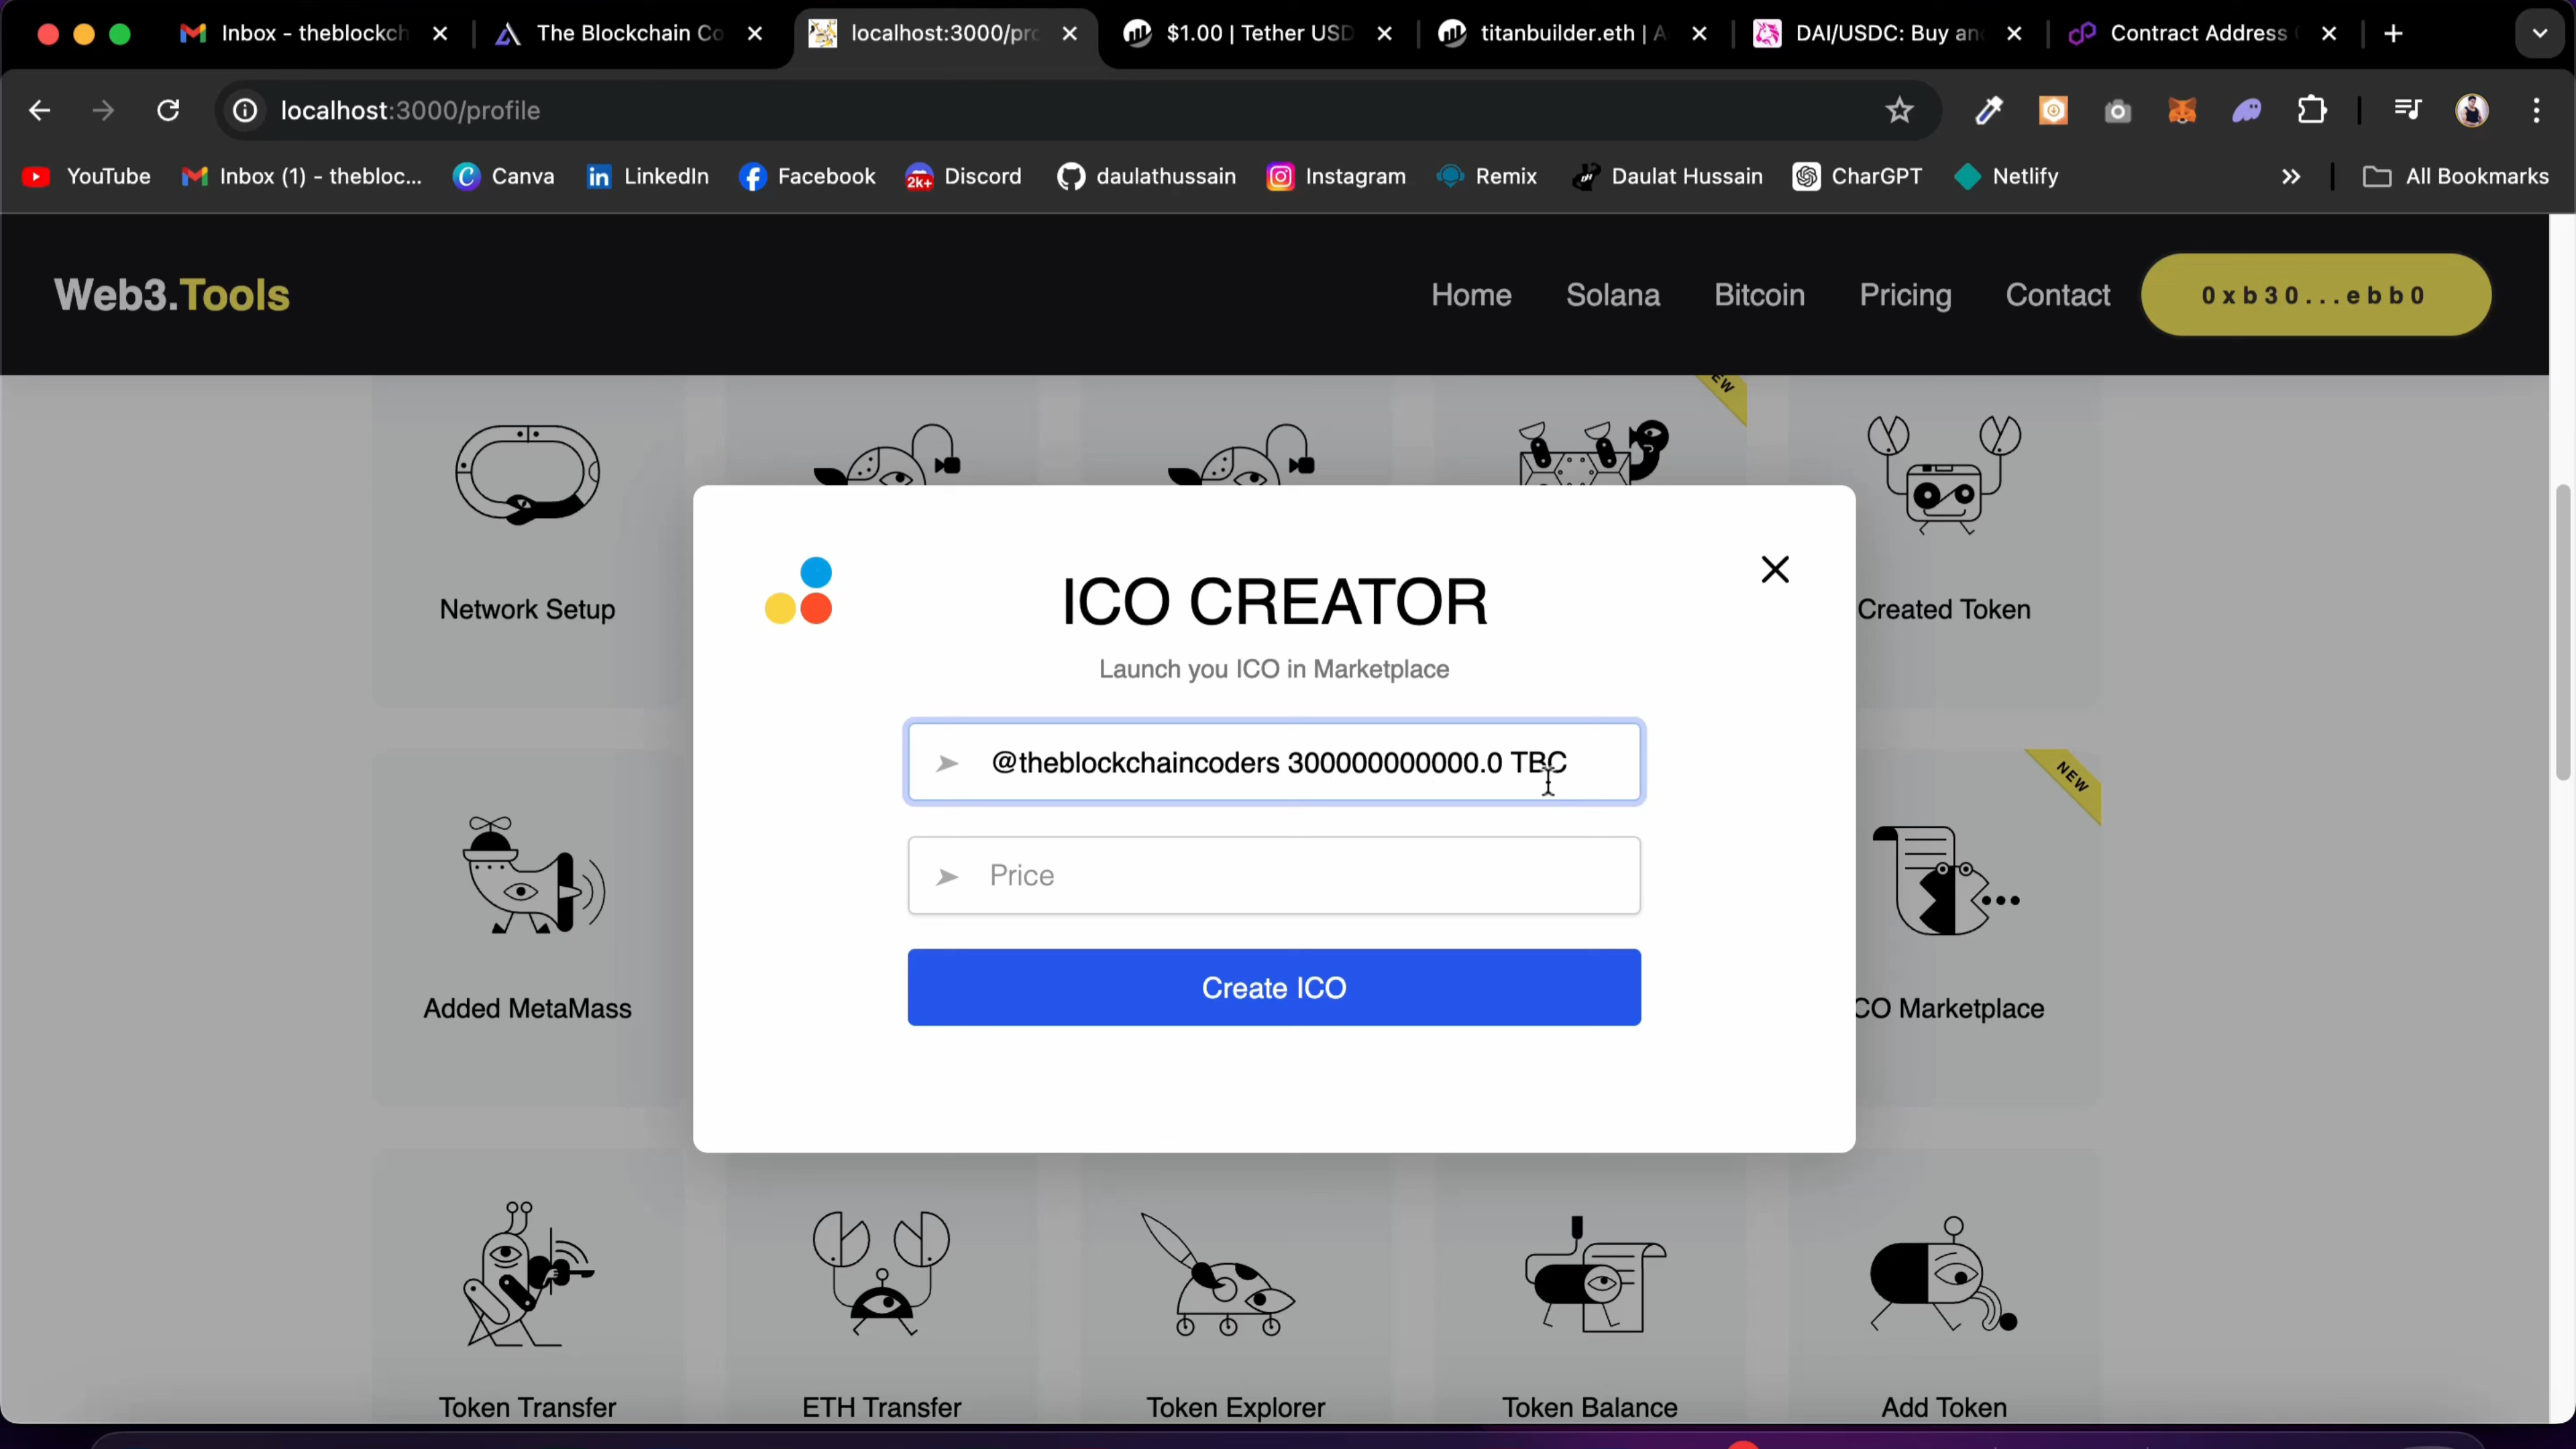 Inbox - theblockch
The Blockchain Co
localhost:3000/pro
$1.00 | Tether USD
titanbuilder.eth | A
DAI/USDC: Buy and
Contract Address
localhost:3000/profile
YouTube
Inbox (1) - thebloc...
Canva
LinkedIn
Facebook
2k+
Discord
daulathussain
Instagram
Remix
Daulat Hussain
CharGPT
Netlify
All Bookmarks
Web3.Tools
Home
Solana
Bitcoin
Pricing
Contact
0xb30...ebb0
Network Setup
Created Token
ICO CREATOR
Launch you ICO in Marketplace
@theblockchaincoders 300000000000.0 TBC
Price
Create ICO
NEW
Added MetaMass
CO Marketplace
Token Transfer
ETH Transfer
Token Explorer
Token Balance
Add Token